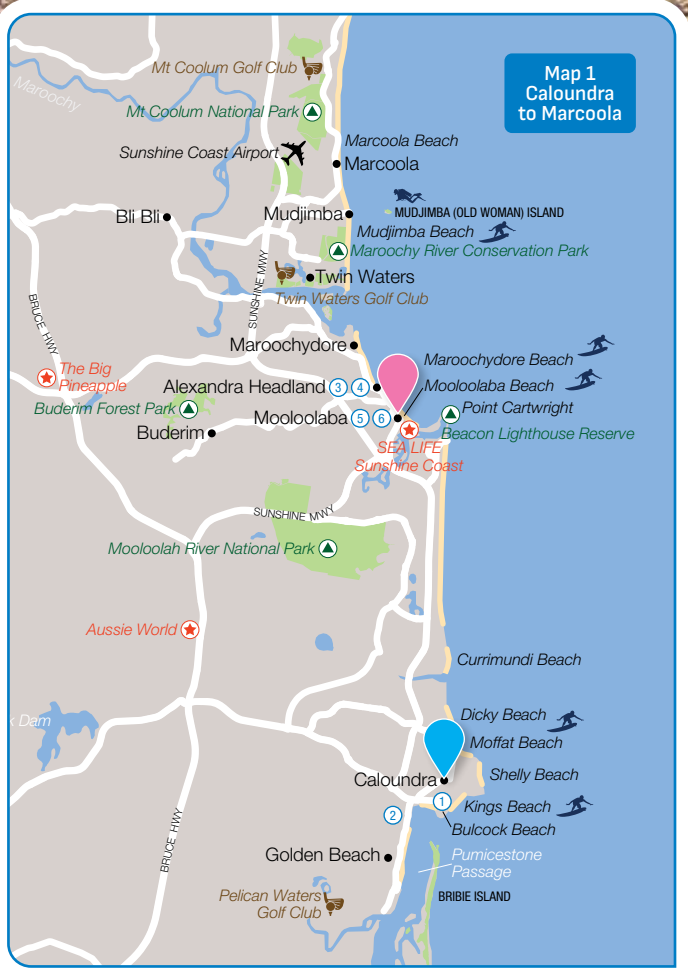 Map 1
Caloundra
to Marcoola
Mt Coolum Golf Club
Maroochy
Mt Coolum National Park
Marcoola Beach
Sunshine Coast Airport
Marcoola
Bli Bli
Mudjimba
MUDJIMBA (OLD WOMAN) ISLAND
Mudjimba Beach
Maroochy River Conservation Park
SUNSHINE MWY
Twin Waters
Twin Waters Golf Club
BRUCE HWY
Maroochydore
Maroochydore Beach
The Big
Pineapple
Alexandra Headland 3 4
Mooloolaba Beach
Buderim Forest Park
Mooloolaba 5 6
Point Cartwright
Buderim
Beacon Lighthouse Reserve
SEA LIFE
Sunshine Coast
SUNSHINE MWY
Mooloolah River National Park
Aussie World
Currimundi Beach
k Dam
Dicky Beach
Moffat Beach
Caloundra
Shelly Beach
1
Kings Beach
2
Bulcock Beach
BRUCE HWY
Golden Beach
Pumicestone
Passage
Pelican Waters
Golf Club
BRIBIE ISLAND